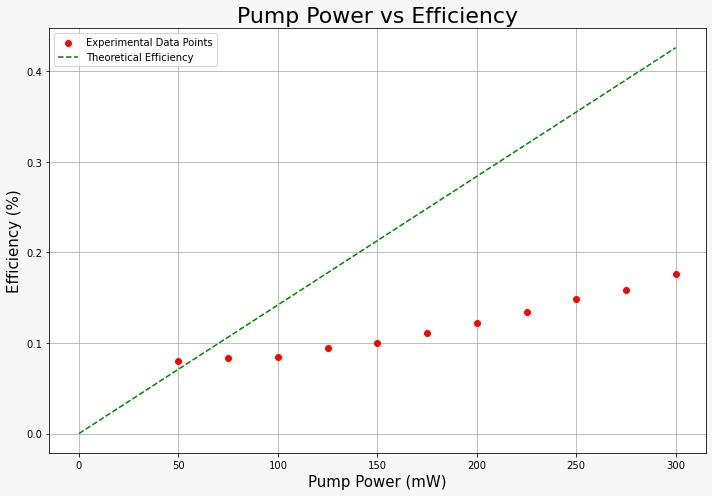 Pump Power vs Efficiency
Experimental Data Points
Theoretical Efficiency
Efficiency (%)
0.4
0.3
0.2
0.1
0.0
0 50 100 150 200 250 300
Pump Power (mW)